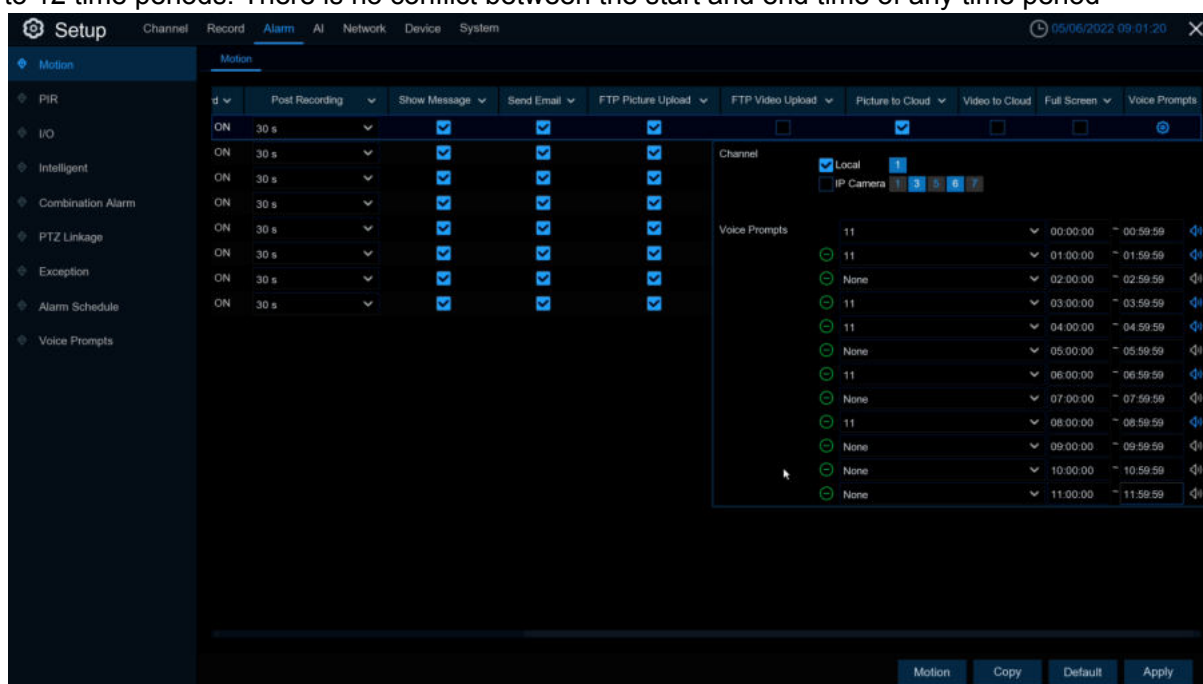 to 12 time periods. There is no conflict between the start and end time of any time period
Setup Channel Record Alarm AI Network Device System 05/06/2022 09:01:20
Motion Motion
PIR
I/O
Intelligent
Combination Alarm
PTZ Linkage
Exception
Alarm Schedule
Voice Prompts
Post Recording Show Message Send Email FTP Picture Upload FTP Video Upload Picture to Cloud Video to Cloud Full Screen Voice Prompts
ON 30 s
ON 30 s
ON 30 s
ON 30 s
ON 30 s
ON 30 s
ON 30 s
ON 30 s
Channel Local 1
IP Camera 1 3 5 6 7
Voice Prompts 11 00:00:00 ~ 00:59:59
11 01:00:00 ~ 01:59:59
None 02:00:00 ~ 02:59:59
11 03:00:00 ~ 03:59:59
11 04:00:00 ~ 04:59:59
None 05:00:00 ~ 05:59:59
11 06:00:00 ~ 06:59:59
None 07:00:00 ~ 07:59:59
11 08:00:00 ~ 08:59:59
None 09:00:00 ~ 09:59:59
None 10:00:00 ~ 10:59:59
None 11:00:00 ~ 11:59:59
Motion Copy Default Apply